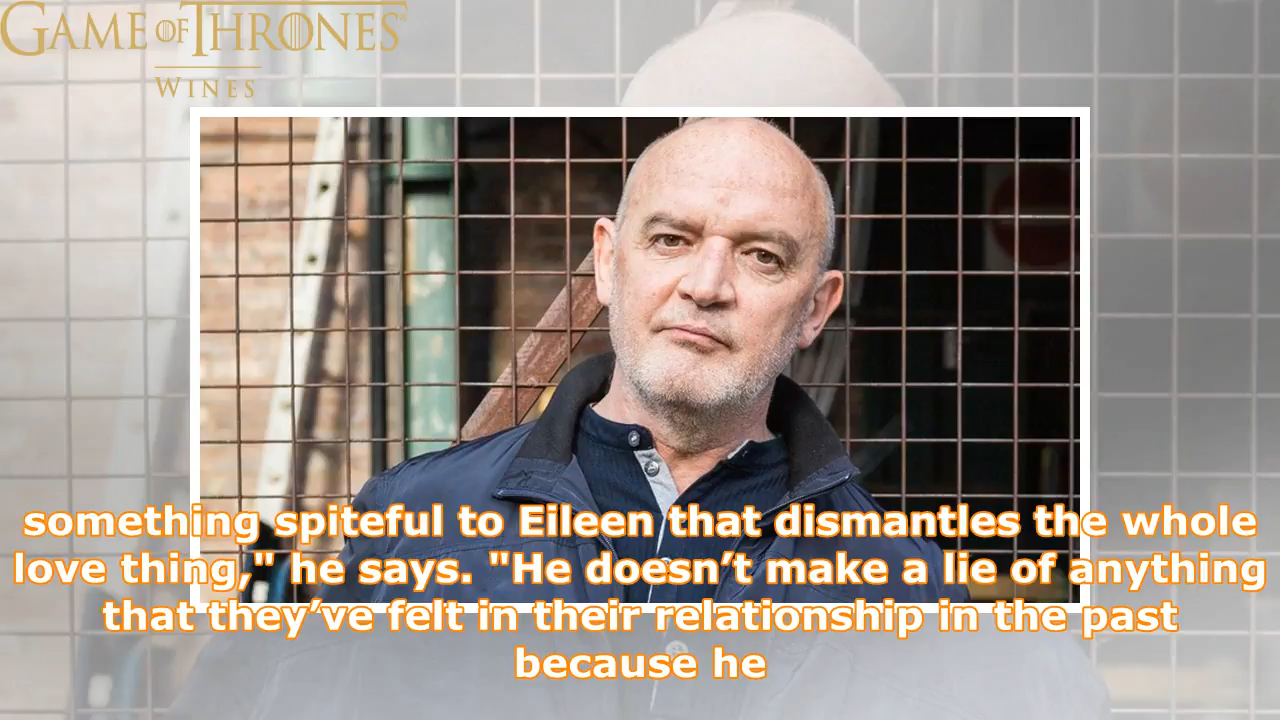 GAME OF THRONES
WINES
something spiteful to Eileen that dismantles the whole
love thing," he says. "He doesn’t make a lie of anything
that they’ve felt in their relationship in the past
because he